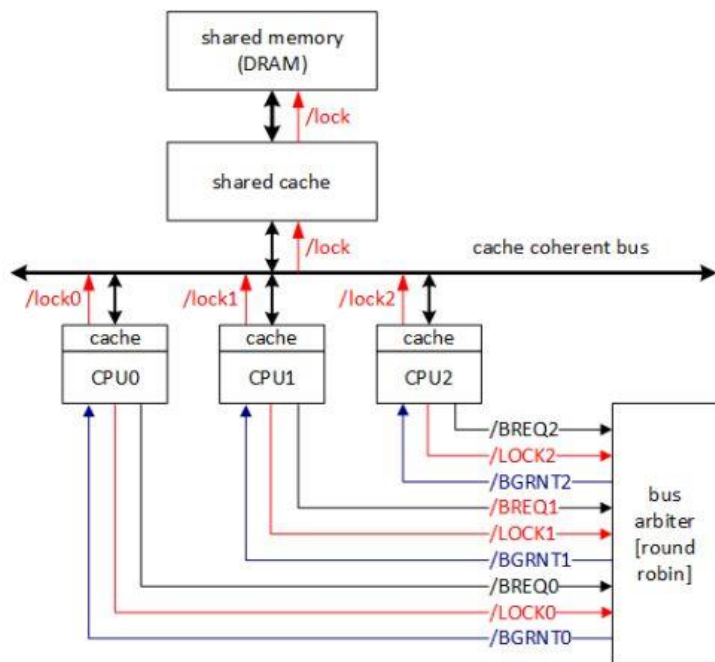 shared memory
(DRAM)
/lock
shared cache
/lock
cache coherent bus
/lock0
/lock1
/lock2
cache
CPU0
cache
CPU1
cache
CPU2
/BREQ2
/LOCK2
/BGRNT2
/BREQ1
/LOCK1
/BGRNT1
/BREQ0
/LOCK0
/BGRNT0
bus
arbiter
[round
robin]